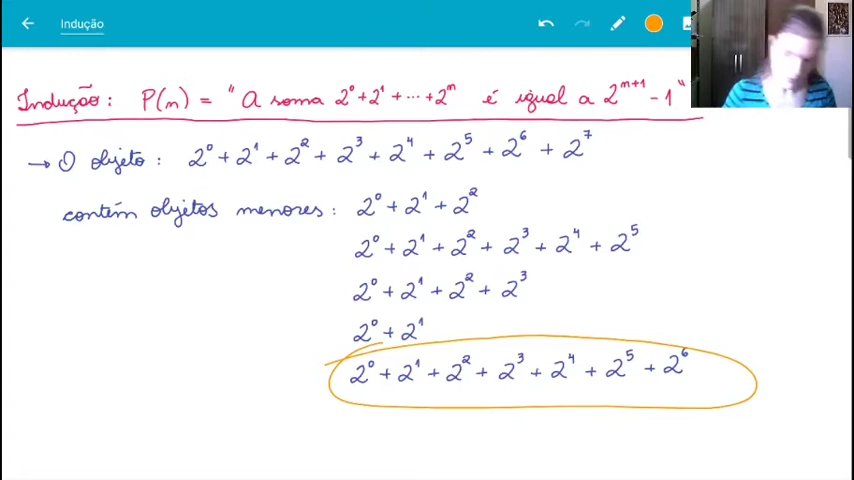 Indução
Indução: P(n) = "A soma 2⁰ + 2¹ + ⋯ + 2ⁿ é igual a 2ⁿ⁺¹ - 1"
→ O objeto: 2⁰ + 2¹ + 2² + 2³ + 2⁴ + 2⁵ + 2⁶ + 2⁷
contém objetos menores: 2⁰ + 2¹ + 2²
2⁰ + 2¹ + 2² + 2³ + 2⁴ + 2⁵
2⁰ + 2¹ + 2² + 2³
2⁰ + 2¹
2⁰ + 2¹ + 2² + 2³ + 2⁴ + 2⁵ + 2⁶